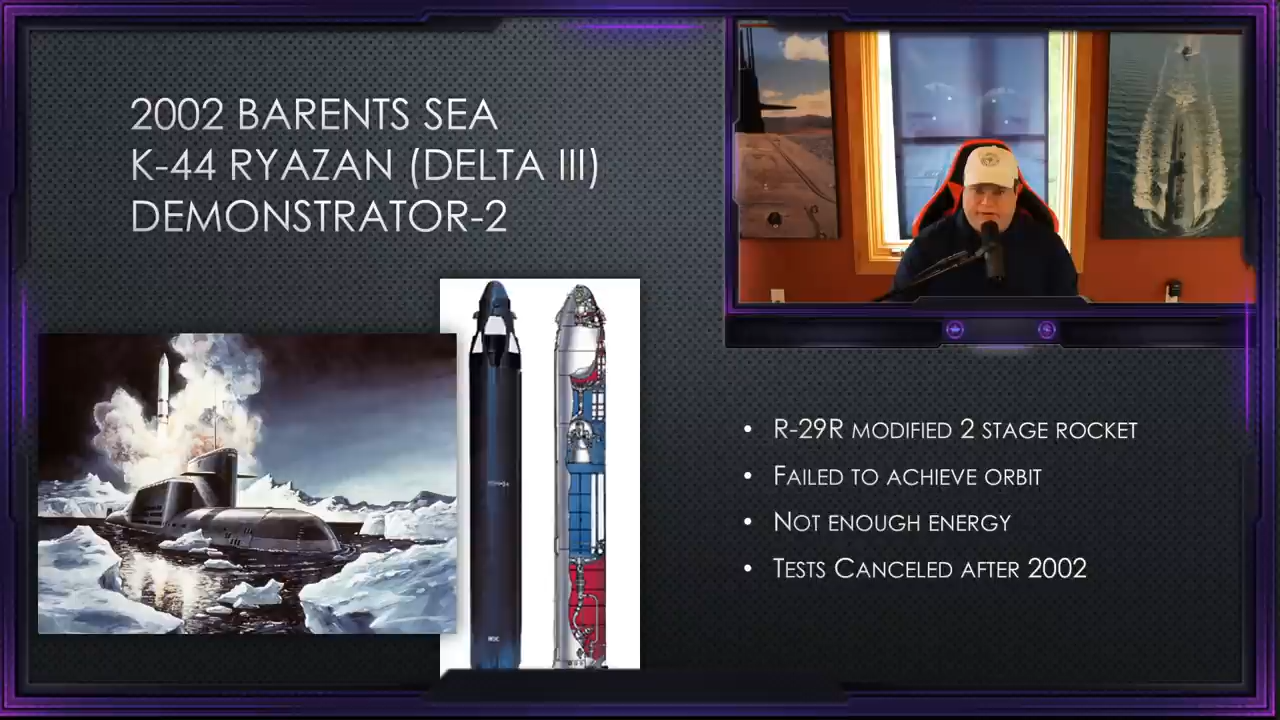 2002 BARENTS SEA
K-44 RYAZAN (DELTA III)
DEMONSTRATOR-2
• R-29R MODIFIED 2 STAGE ROCKET
• FAILED TO ACHIEVE ORBIT
• NOT ENOUGH ENERGY
• TESTS CANCELED AFTER 2002